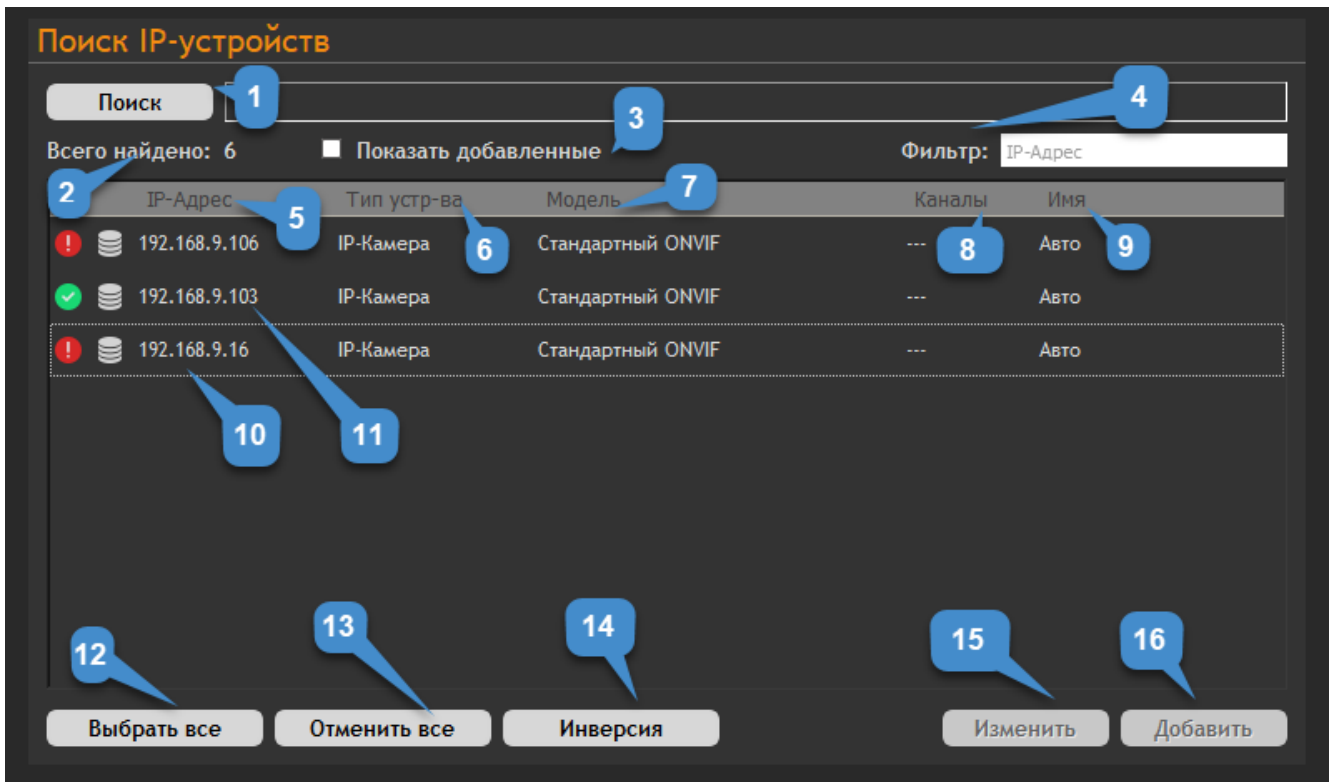 Поиск IP-устройств
Поиск 1
3 4
Всего найдено: 6 Показать добавленные Фильтр: IP-Адрес
2 IP-Адрес 5 Тип устр-ва Модель 7 Каналы Имя
192.168.9.106 IP-Камера 6 Стандартный ONVIF --- 8 Авто 9
192.168.9.103 IP-Камера Стандартный ONVIF --- Авто
192.168.9.16 IP-Камера Стандартный ONVIF --- Авто
10 11
12 13 14 15 16
Выбрать все Отменить все Инверсия Изменить Добавить